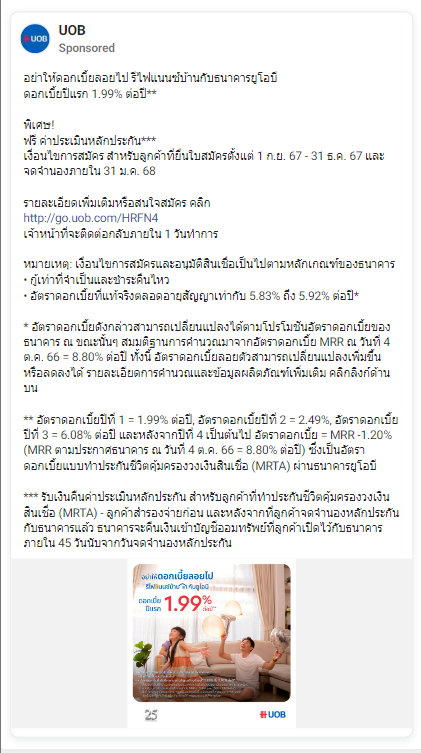 UOB
UOB
Sponsored
อย่าให้ดอกเบี้ยลอยไป รีไฟแนนซ์บ้านกับธนาคารยูโอบี
ดอกเบี้ยปีแรก 1.99% ต่อปี**
พิเศษ!
ฟรี ค่าประเมินหลักประกัน***
เงื่อนไขการสมัคร สำหรับลูกค้าที่ยื่นใบสมัครตั้งแต่ 1 ก.ย. 67 - 31 ธ.ค. 67 และ
จดจำนองภายใน 31 ม.ค. 68
รายละเอียดเพิ่มเติมหรือสนใจสมัคร คลิก
http://go.uob.com/HRFN4
เจ้าหน้าที่จะติดต่อกลับภายใน 1 วันทำการ
หมายเหตุ: เงื่อนไขการสมัครและอนุมัติสินเชื่อเป็นไปตามหลักเกณฑ์ของธนาคาร
• กู้เท่าที่จำเป็นและชำระคืนไหว
• อัตราดอกเบี้ยที่แท้จริงตลอดอายุสัญญาเท่ากับ 5.83% ถึง 5.92% ต่อปี*
* อัตราดอกเบี้ยดังกล่าวสามารถเปลี่ยนแปลงได้ตามโปรโมชันอัตราดอกเบี้ยของ
ธนาคาร ณ ขณะนั้นๆ สมมติฐานการคำนวณมาจากอัตราดอกเบี้ย MRR ณ วันที่ 4
ต.ค. 66 = 8.80% ต่อปี ทั้งนี้ อัตราดอกเบี้ยลอยตัวสามารถเปลี่ยนแปลงเพิ่มขึ้น
หรือลดลงได้ รายละเอียดการคำนวณและข้อมูลผลิตภัณฑ์เพิ่มเติม คลิกลิงก์ด้าน
บน
** อัตราดอกเบี้ยปีที่ 1 = 1.99% ต่อปี, อัตราดอกเบี้ยปีที่ 2 = 2.49%, อัตราดอกเบี้ย
ปีที่ 3 = 6.08% ต่อปี และหลังจากปีที่ 4 เป็นต้นไป อัตราดอกเบี้ย = MRR -1.20%
(MRR ตามประกาศธนาคาร ณ วันที่ 4 ต.ค. 66 = 8.80% ต่อปี) ซึ่งเป็นอัตรา
ดอกเบี้ยแบบทำประกันชีวิตคุ้มครองวงเงินสินเชื่อ (MRTA) ผ่านธนาคารยูโอบี
*** รับเงินคืนค่าประเมินหลักประกัน สำหรับลูกค้าที่ทำประกันชีวิตคุ้มครองวงเงิน
สินเชื่อ (MRTA) - ลูกค้าสำรองจ่ายก่อน และหลังจากที่ลูกค้าจดจำนองหลักประกัน
กับธนาคารแล้ว ธนาคารจะคืนเงินเข้าบัญชีออมทรัพย์ที่ลูกค้าเปิดไว้กับธนาคาร
ภายใน 45 วันนับจากวันจดจำนองหลักประกัน
อย่าให้ดอกเบี้ยลอยไป
รีไฟแนนซ์บ้าน กับยูโอบี
ดอกเบี้ย
ปีแรก 1.99% ต่อปี**
25
UOB